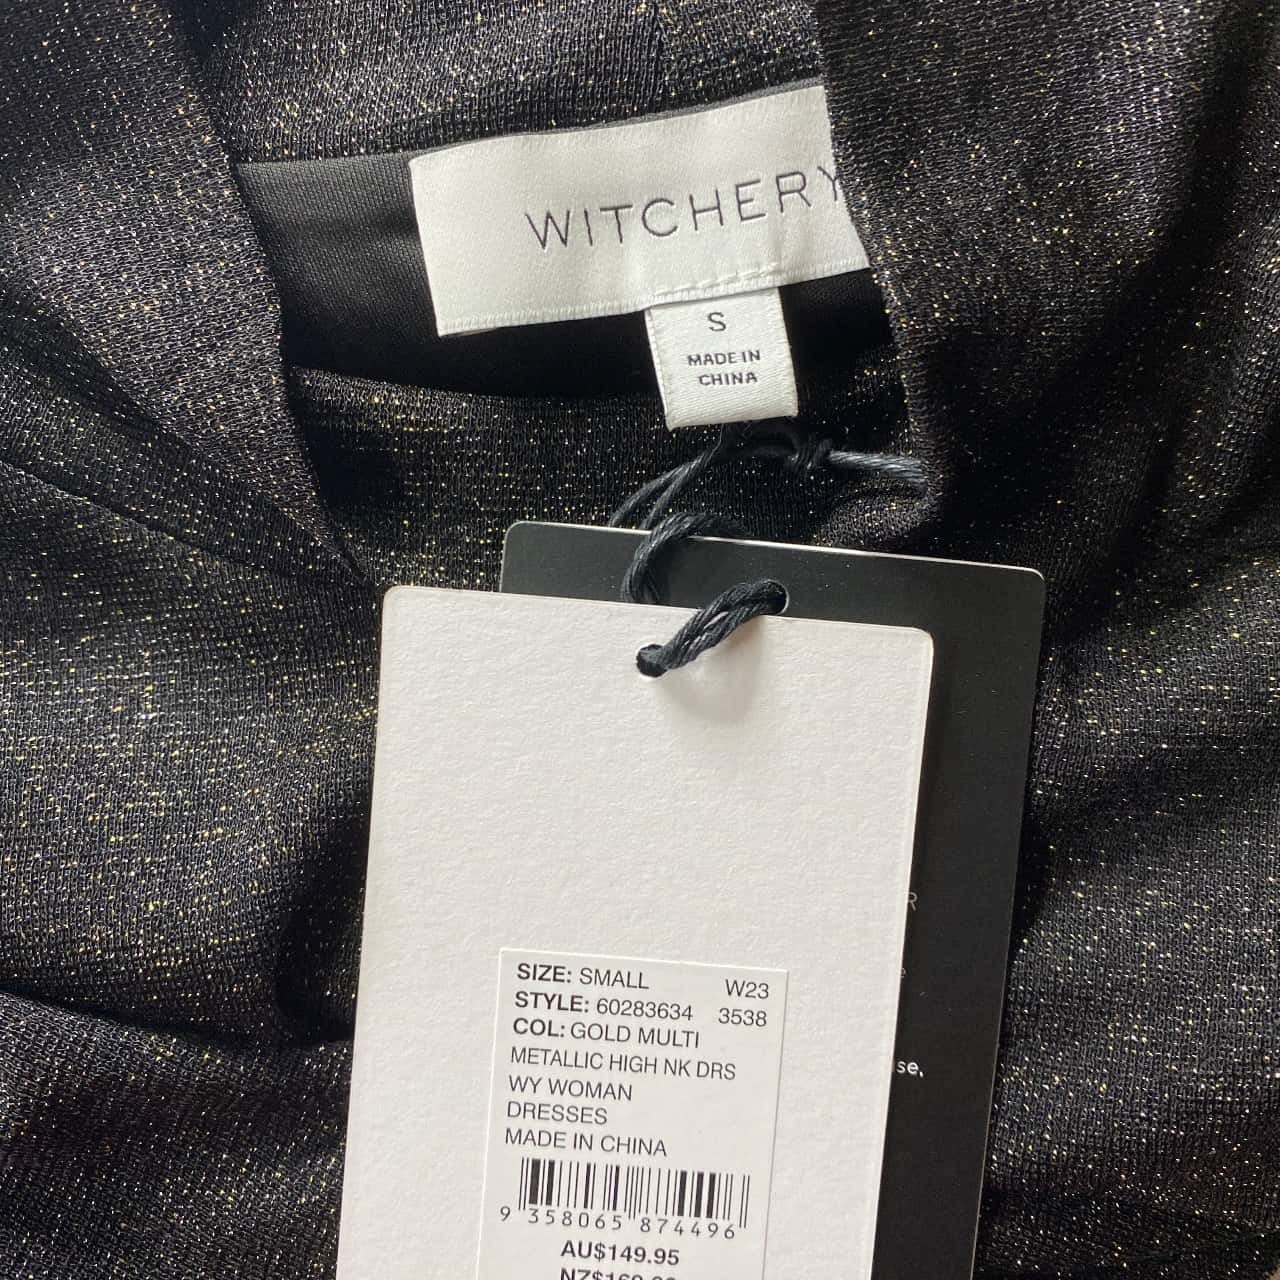 WITCHERY
S
MADE IN
CHINA
R
e
se.
SIZE: SMALL W23
STYLE: 60283634 3538
COL: GOLD MULTI
METALLIC HIGH NK DRS
WY WOMAN
DRESSES
MADE IN CHINA
9 358065 874496
AU$149.95